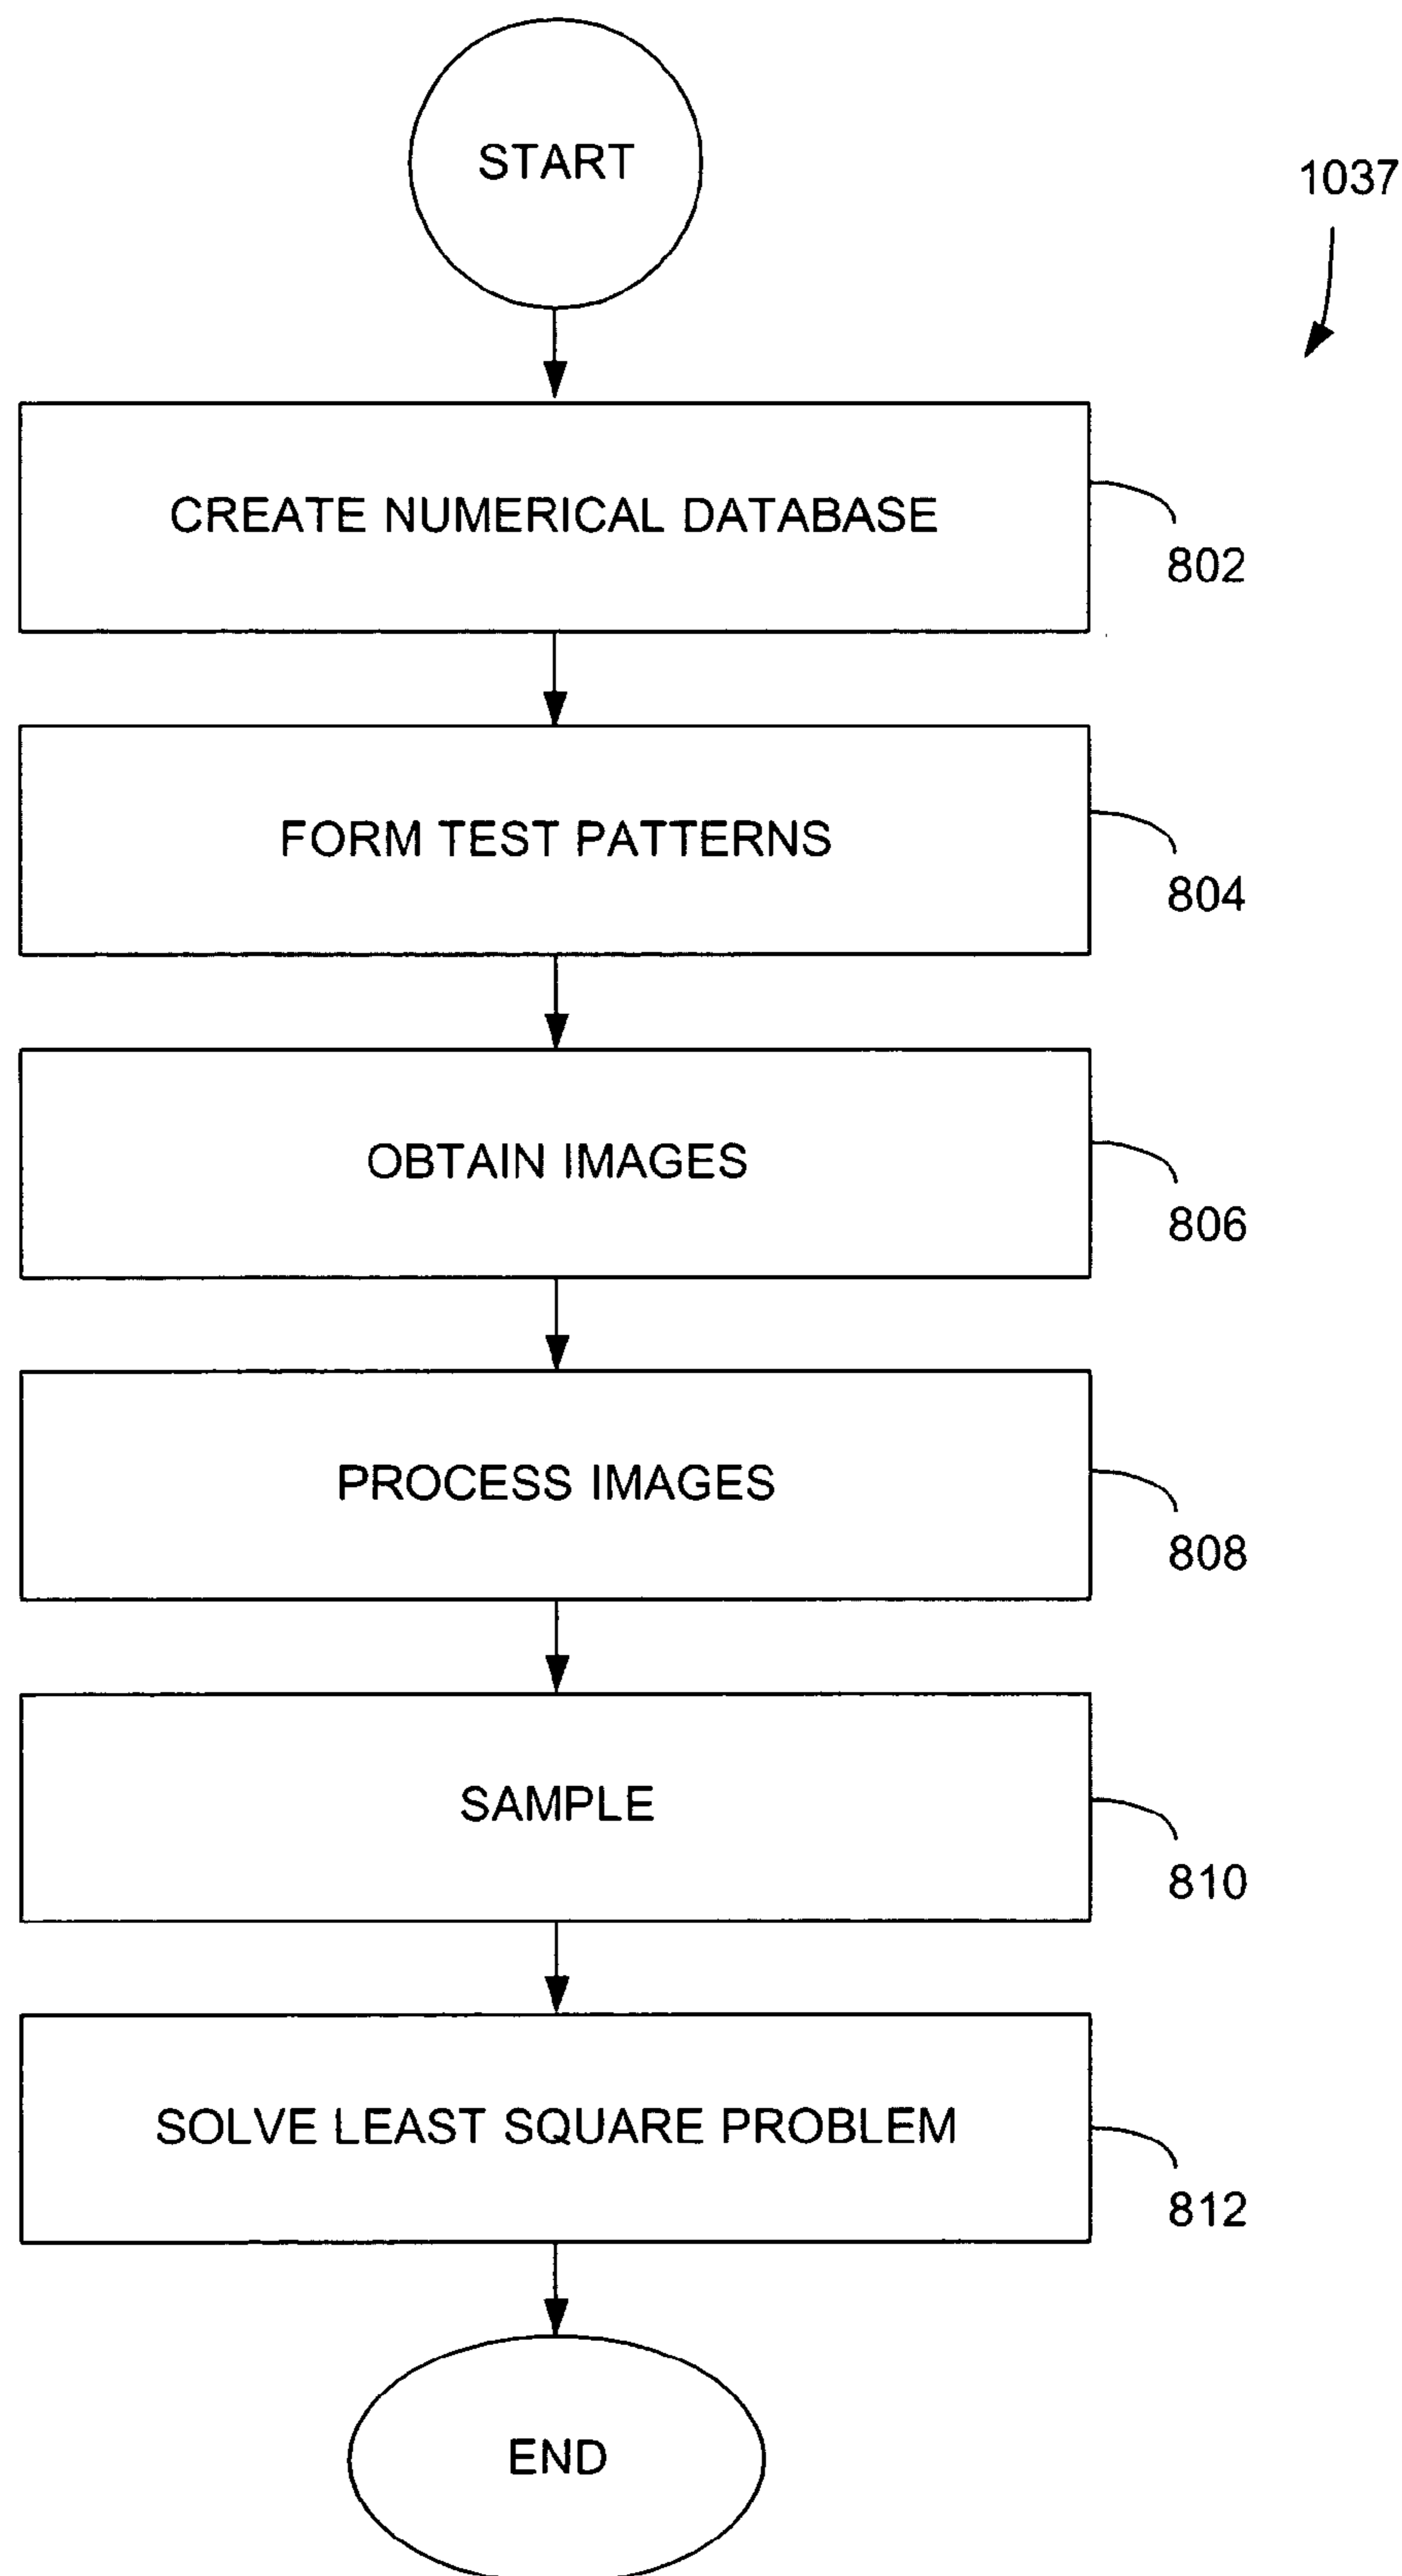 START
1037
CREATE NUMERICAL DATABASE
802
FORM TEST PATTERNS
804
OBTAIN IMAGES
806
PROCESS IMAGES
808
SAMPLE
810
SOLVE LEAST SQUARE PROBLEM
812
END